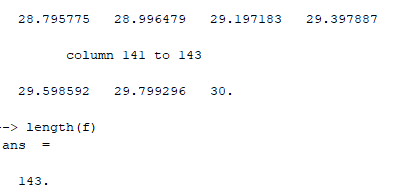 28.795775 28.996479 29.197183 29.397887
column 141 to 143
29.598592 29.799296 30.
--> length(f)
ans =
143.